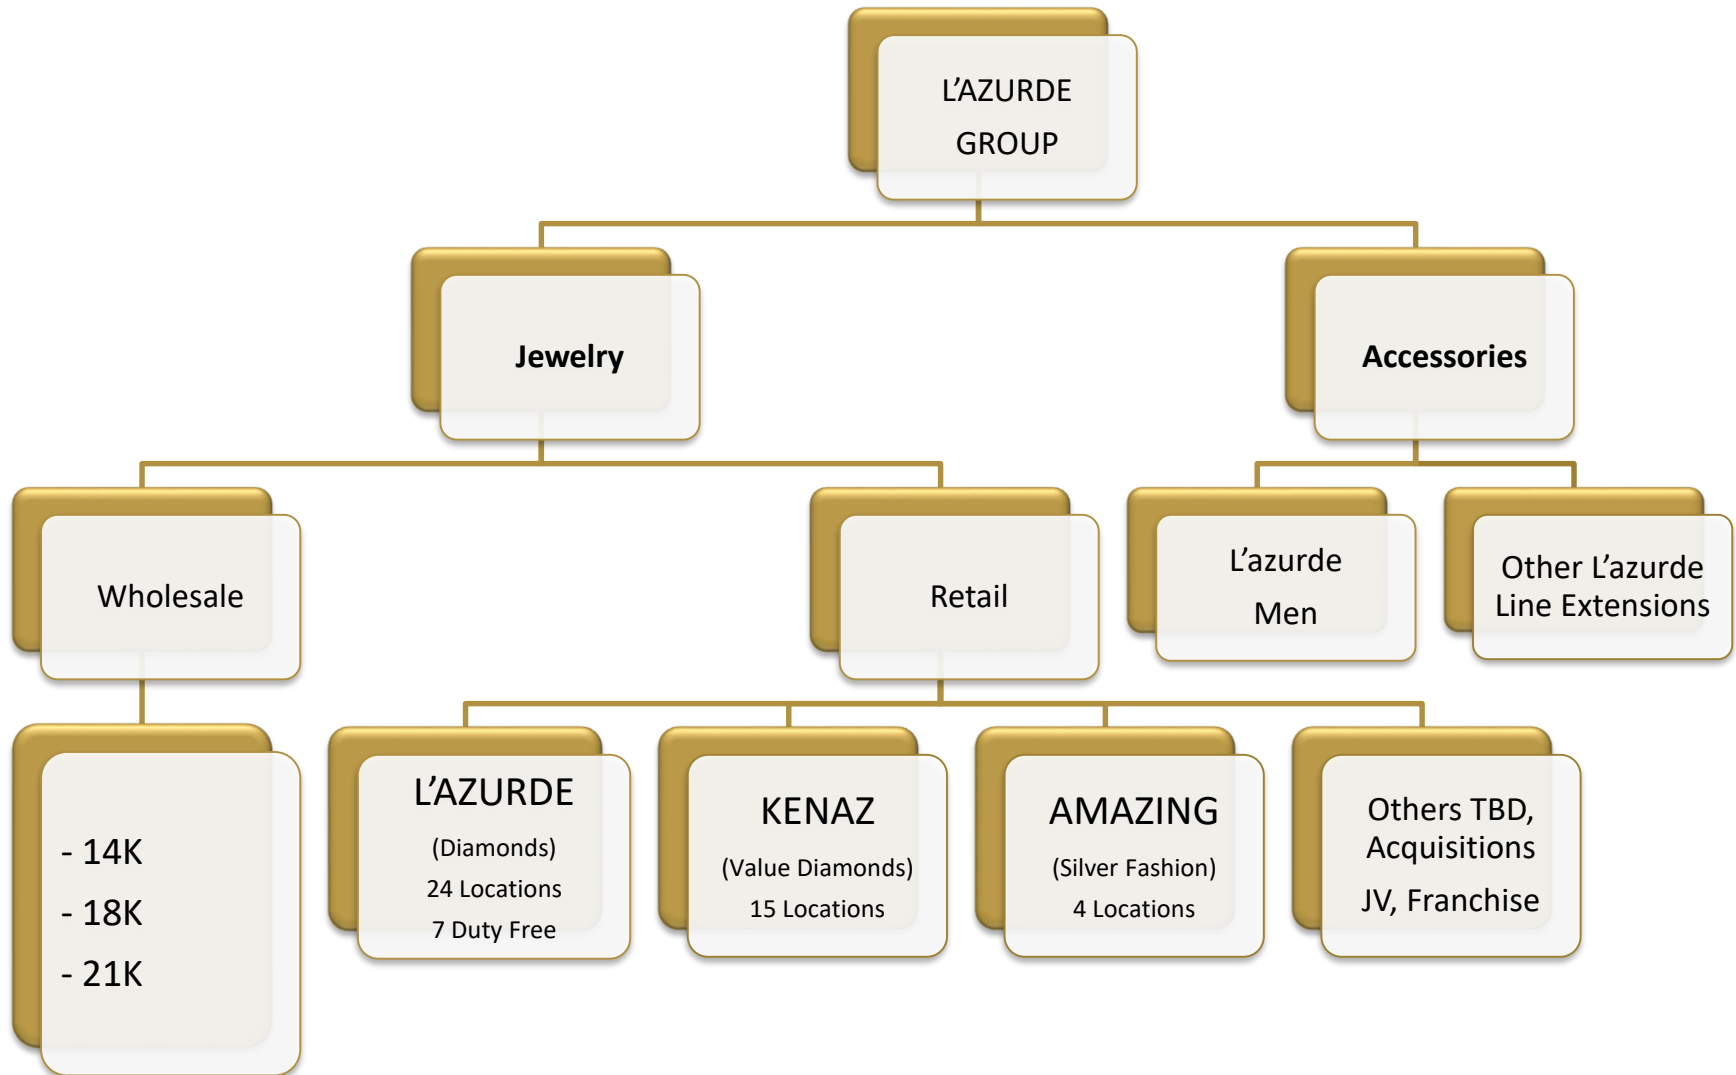 L’AZURDE
GROUP
Jewelry
Accessories
Wholesale
Retail
L’azurde
Men
Other L’azurde
Line Extensions
- 14K
- 18K
- 21K
L’AZURDE
(Diamonds)
24 Locations
7 Duty Free
KENAZ
(Value Diamonds)
15 Locations
AMAZING
(Silver Fashion)
4 Locations
Others TBD,
Acquisitions
JV, Franchise